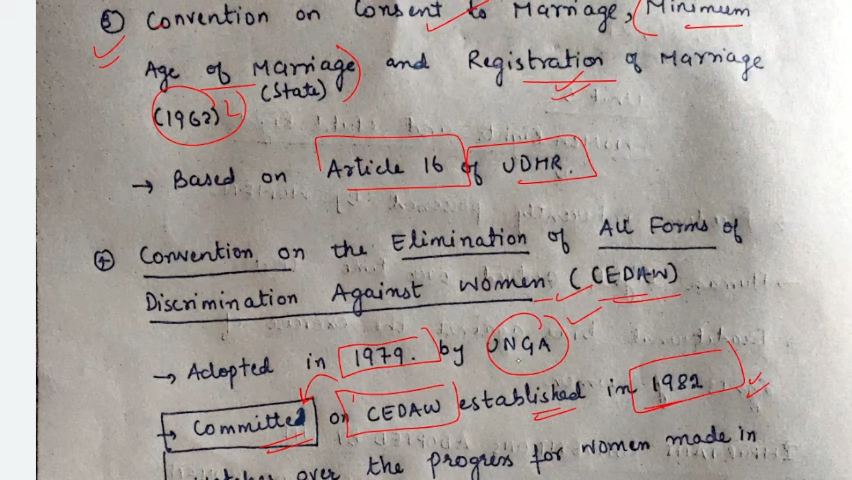 ③ Convention on Consent to Marriage, Minimum
Age of Marriage and Registration of Marriage
(State)
(1962)
→ Based on Article 16 of UDHR.
④ Convention on the Elimination of All Forms of
Discrimination Against Women (CEDAW)
→ Adopted in 1979. by UNGA
→ Committee on CEDAW established in 1982
over the progress for women made in